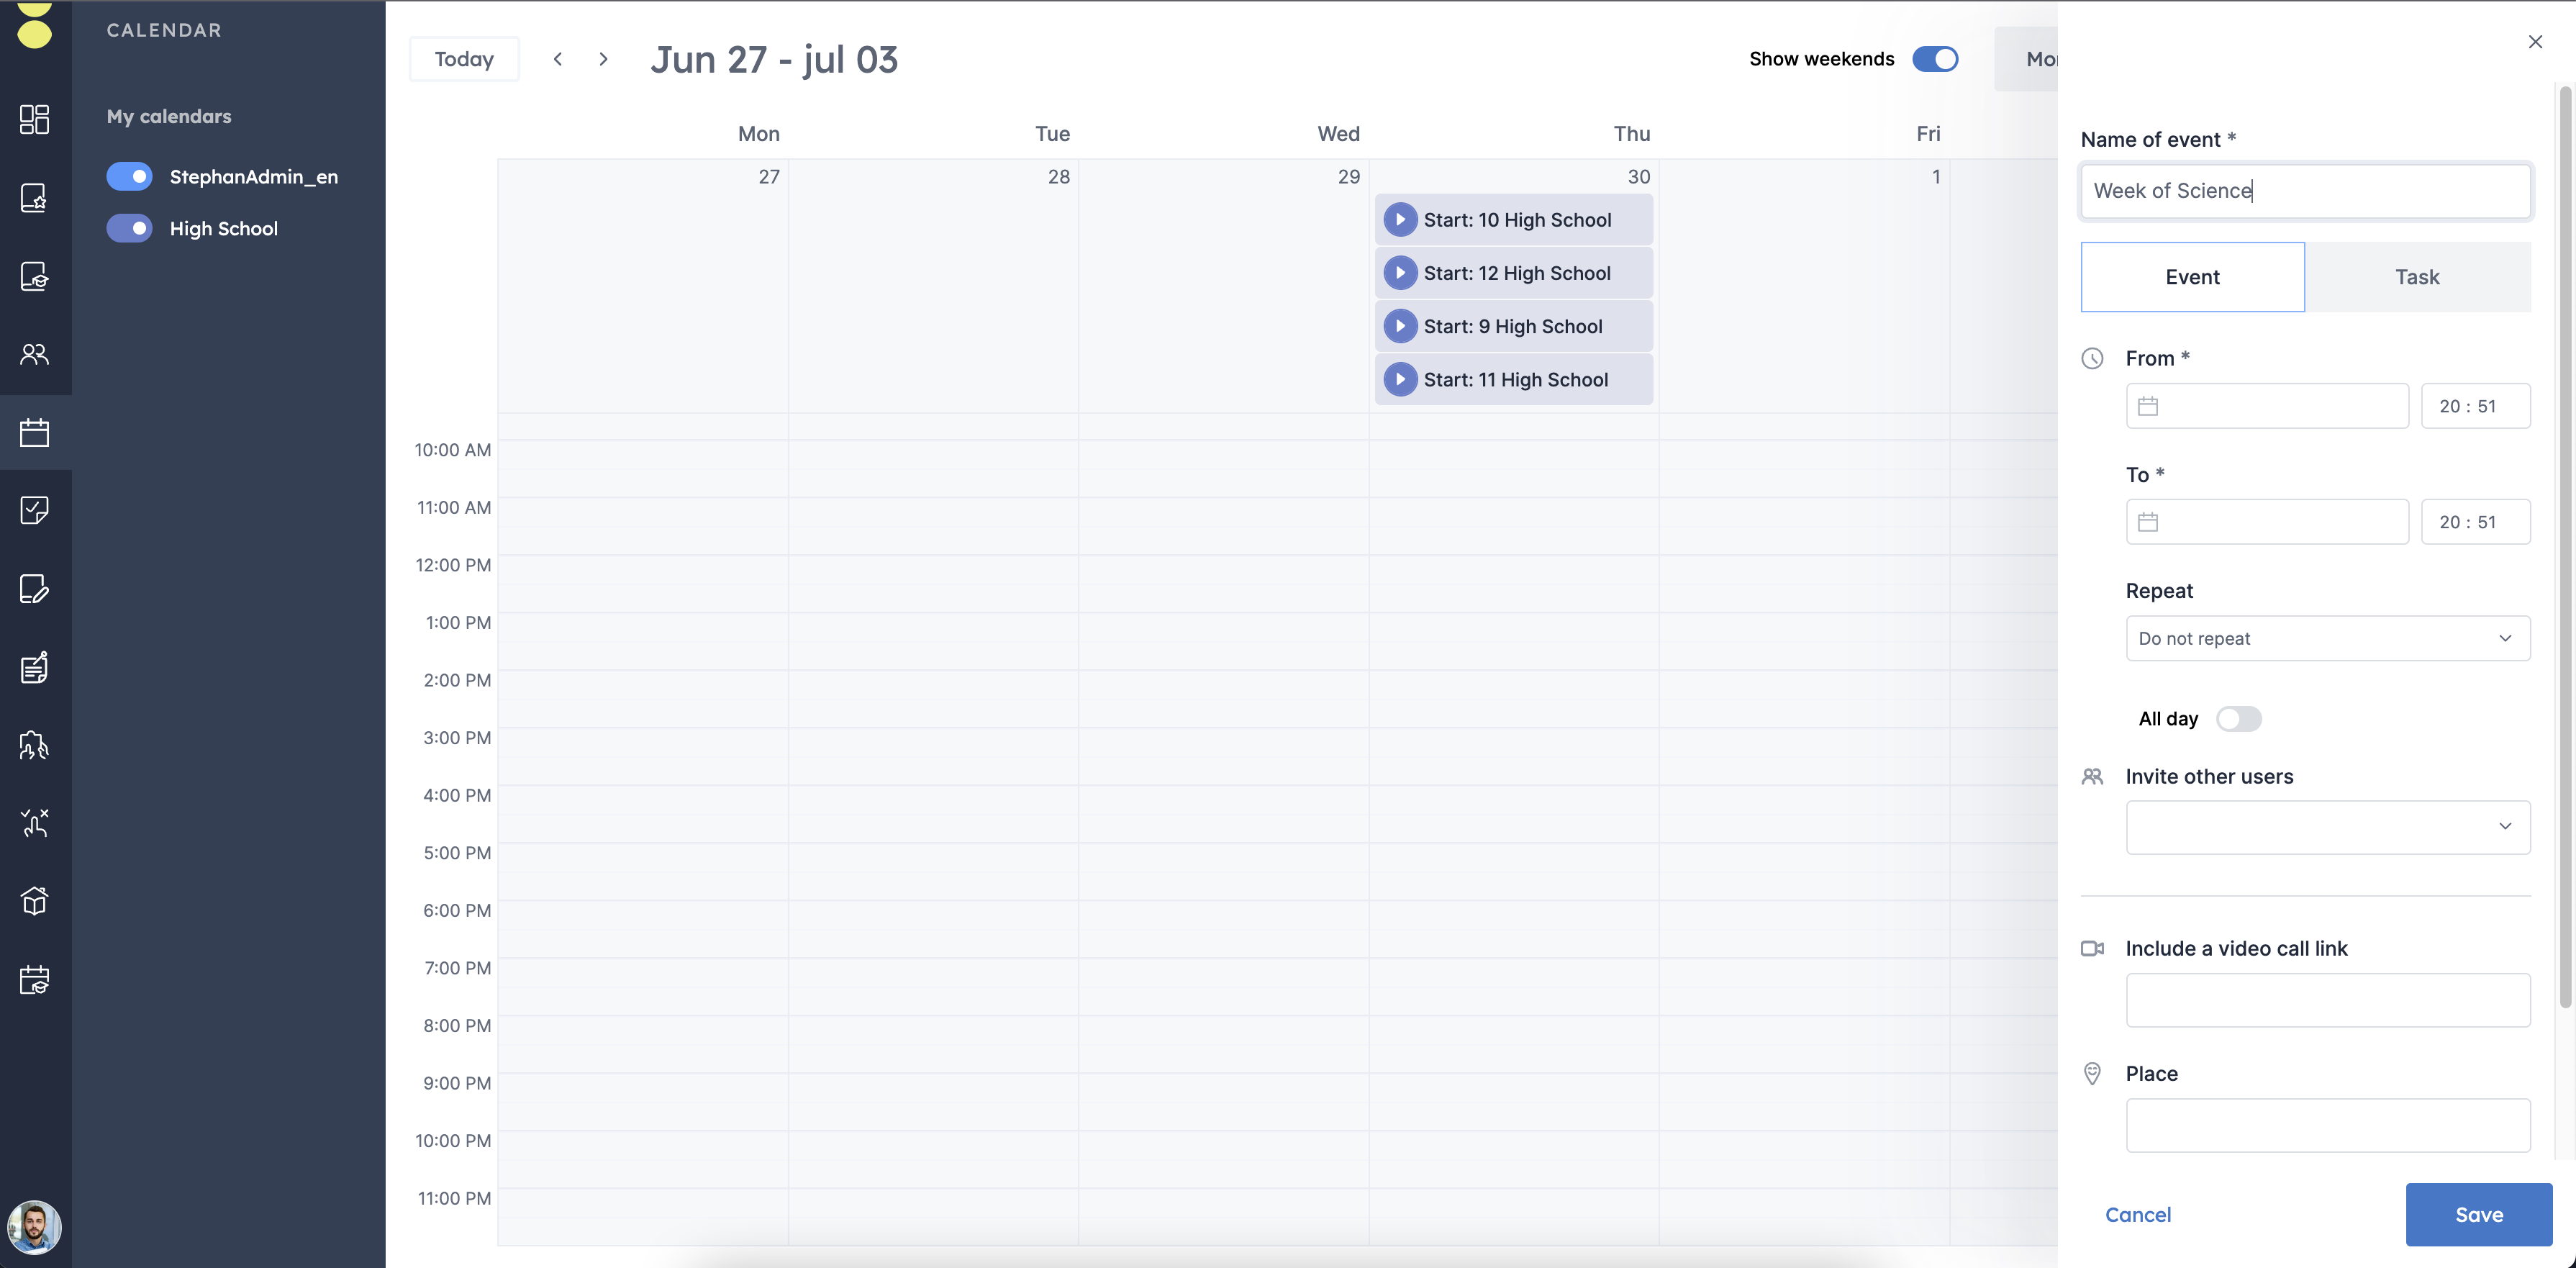 CALENDAR
My calendars
StephanAdmin_en
High School
Today
Jun 27 - jul 03
Show weekends
Mon Tue Wed Thu Fri
27 28 29 30 1
Start: 10 High School
Start: 12 High School
Start: 9 High School
Start: 11 High School
10:00 AM
11:00 AM
12:00 PM
1:00 PM
2:00 PM
3:00 PM
4:00 PM
5:00 PM
6:00 PM
7:00 PM
8:00 PM
9:00 PM
10:00 PM
11:00 PM
Name of event *
Week of Science
Event Task
From *
20 : 51
To *
20 : 51
Repeat
Do not repeat
All day
Invite other users
Include a video call link
Place
Cancel Save